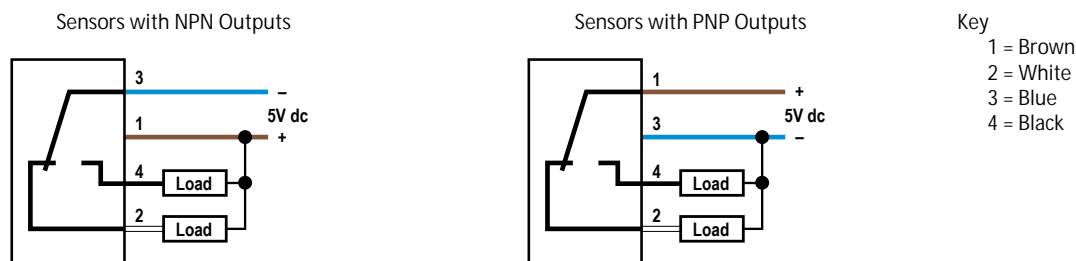 Sensors with NPN Outputs
3
–
5V dc
1
+
4
Load
2
Load
Sensors with PNP Outputs
1
+
5V dc
3
–
4
Load
2
Load
Key
1 = Brown
2 = White
3 = Blue
4 = Black